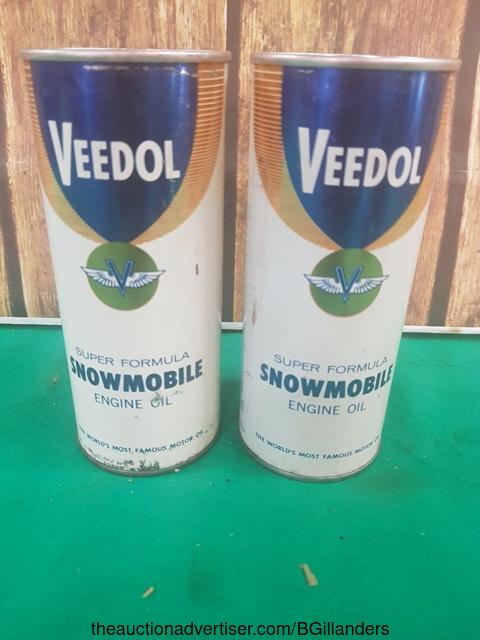 VEEDOL
V
SUPER FORMULA
SNOWMOBILE
ENGINE OIL
THE WORLD'S MOST FAMOUS MOTOR OIL
VEEDOL
V
SUPER FORMULA
SNOWMOBILE
ENGINE OIL
THE WORLD'S MOST FAMOUS MOTOR OIL
theauctionadvertiser.com/BGillanders